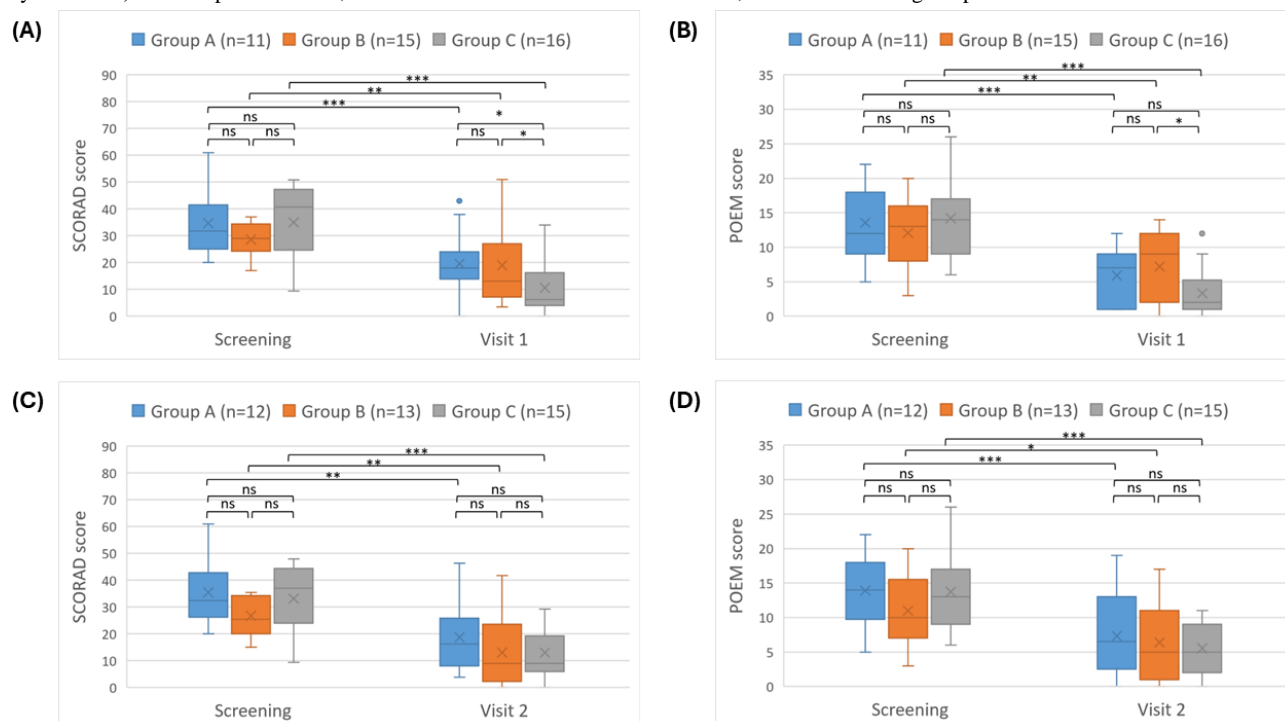 (A)
Group A (n=11) Group B (n=15) Group C (n=16)
SCORAD score
90
80
70
60
50
40
30
20
10
0
***
**
***
ns *
ns ns ns *
Screening Visit 1
(B)
Group A (n=11) Group B (n=15) Group C (n=16)
POEM score
35
30
25
20
15
10
5
0
***
**
***
ns ns
ns ns ns *
Screening Visit 1
(C)
Group A (n=12) Group B (n=13) Group C (n=15)
SCORAD score
90
80
70
60
50
40
30
20
10
0
***
**
**
ns ns
ns ns ns ns
Screening Visit 2
(D)
Group A (n=12) Group B (n=13) Group C (n=15)
POEM score
35
30
25
20
15
10
5
0
***
*
***
ns ns
ns ns ns ns
Screening Visit 2